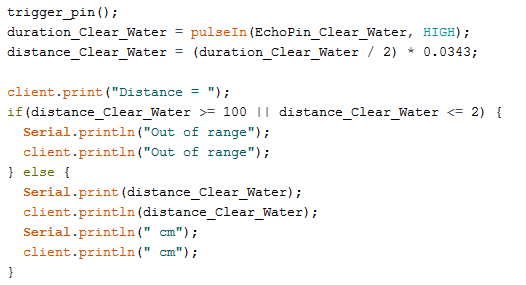 trigger_pin();
duration_Clear_Water = pulseIn(EchoPin_Clear_Water, HIGH);
distance_Clear_Water = (duration_Clear_Water / 2) * 0.0343;

client.print("Distance = ");
if(distance_Clear_Water >= 100 || distance_Clear_Water <= 2) {
  Serial.println("Out of range");
  client.println("Out of range");
} else {
  Serial.print(distance_Clear_Water);
  client.println(distance_Clear_Water);
  Serial.println(" cm");
  client.println(" cm");
}